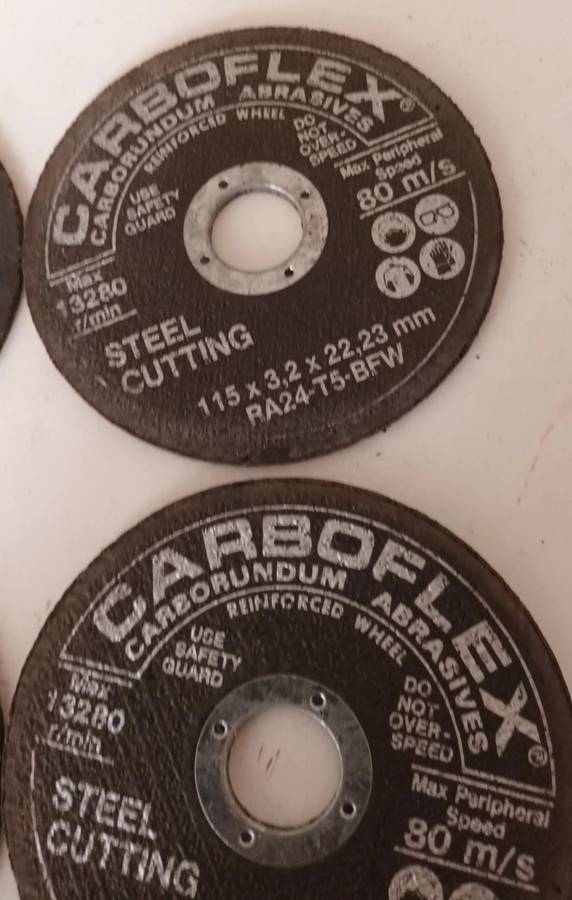 CARBOFLEX®
CARBORUNDUM ABRASIVES
REINFORCED WHEEL
DO
NOT
OVER-
SPEED
Max Peripheral
Speed
80 m/s
USE
SAFETY
GUARD
Max
13280
r/min
STEEL
CUTTING
115 x 3,2 x 22,23 mm
RA24-T5-BFW
CARBOFLEX®
CARBORUNDUM ABRASIVES
REINFORCED WHEEL
USE
SAFETY
GUARD
DO
NOT
OVER-
SPEED
Max
13280
r/min
Max Peripheral
Speed
80 m/s
STEEL
CUTTING